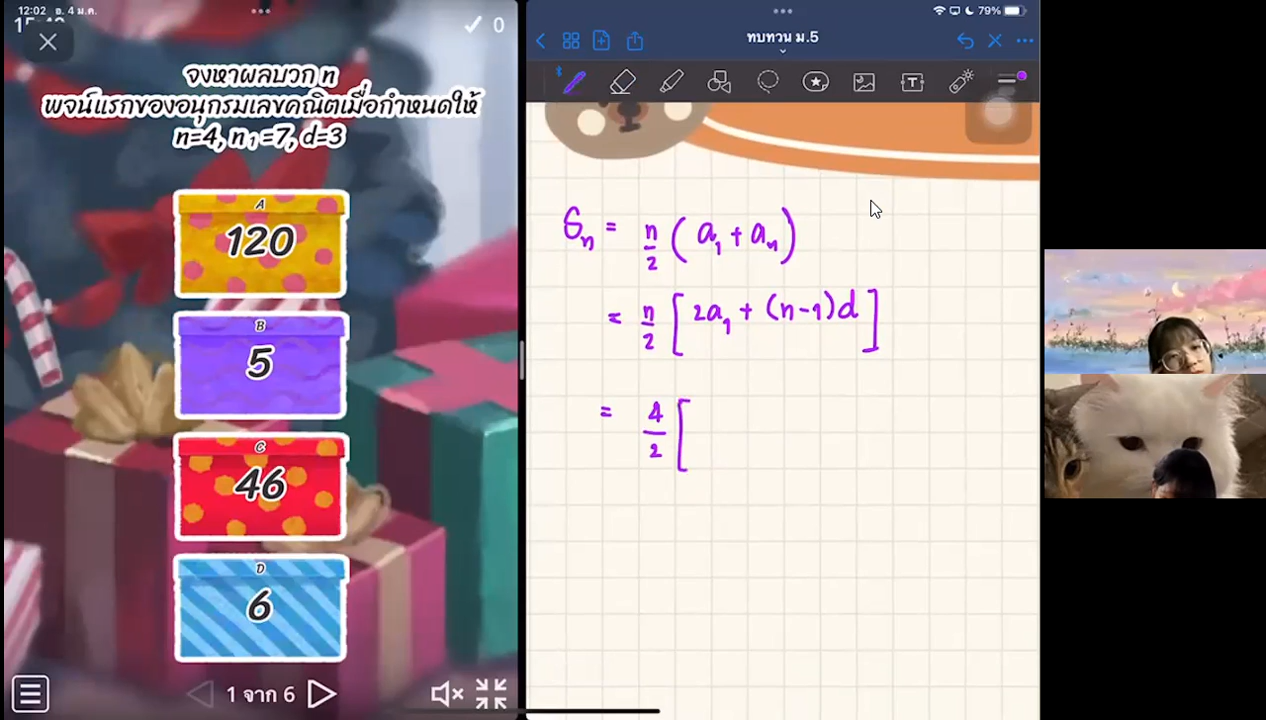 12:02 อ. 4 ม.ค.
✓ 0
จงหาผลบวก n
พจน์แรกของอนุกรมเลขคณิตเมื่อกำหนดให้
n=4, n₁=7, d=3
A
120
B
5
C
46
D
6
1 จาก 6
79%
ทบทวน ม.5
Sₙ = n/2 ( a₁ + aₙ )
= n/2 [ 2a₁ + (n-1)d ]
= 4/2 [